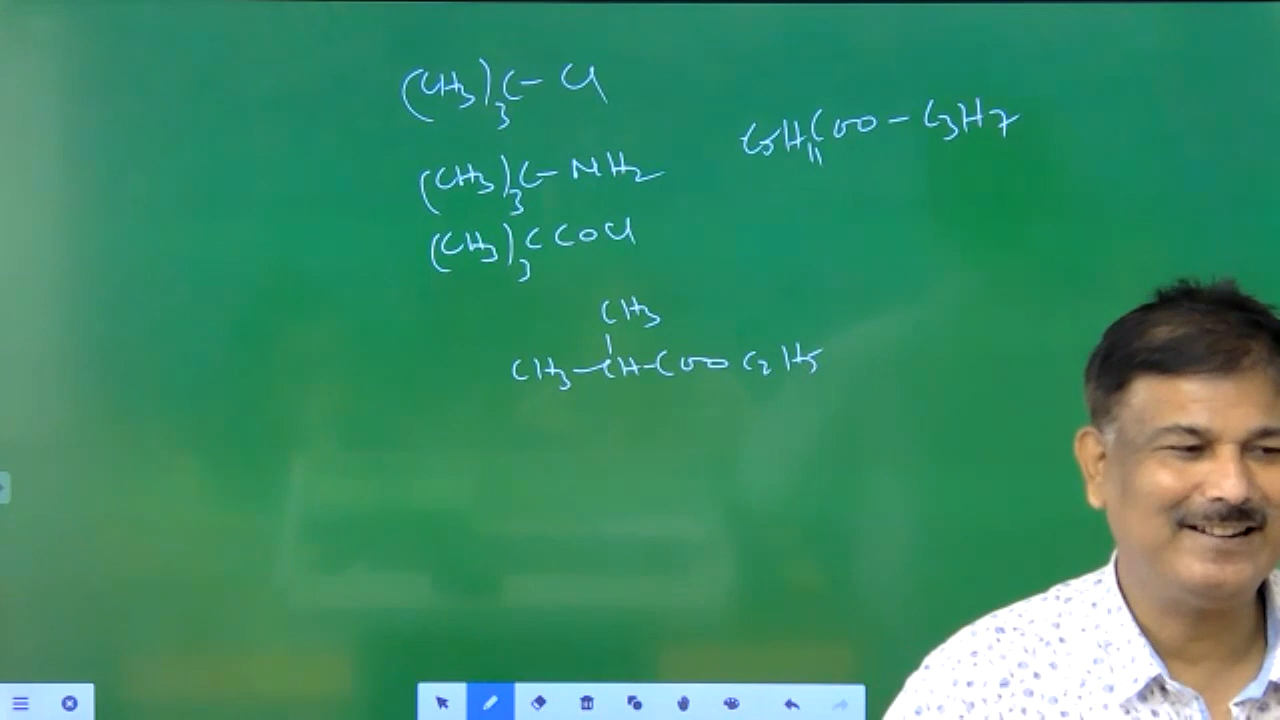 (CH3)3C-Cl
C5H11COO-C3H7
(CH3)3C-NH2
(CH3)3CCOCl
CH3
CH3-CH-COOC2H5